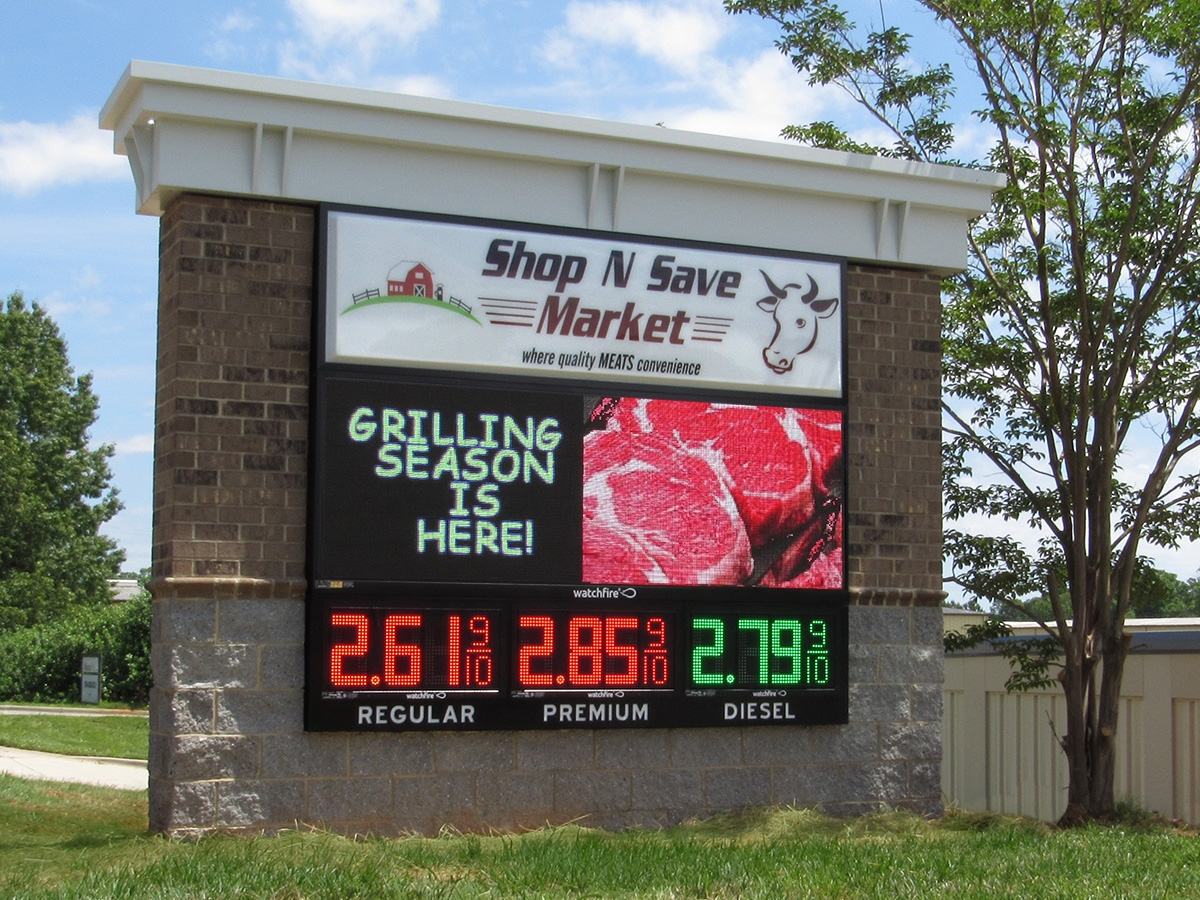 Shop N Save
Market
where quality MEATS convenience
GRILLING
SEASON
IS
HERE!
watchfire
2.61 9/10 2.85 9/10 2.79 9/10
watchfire watchfire watchfire
REGULAR PREMIUM DIESEL